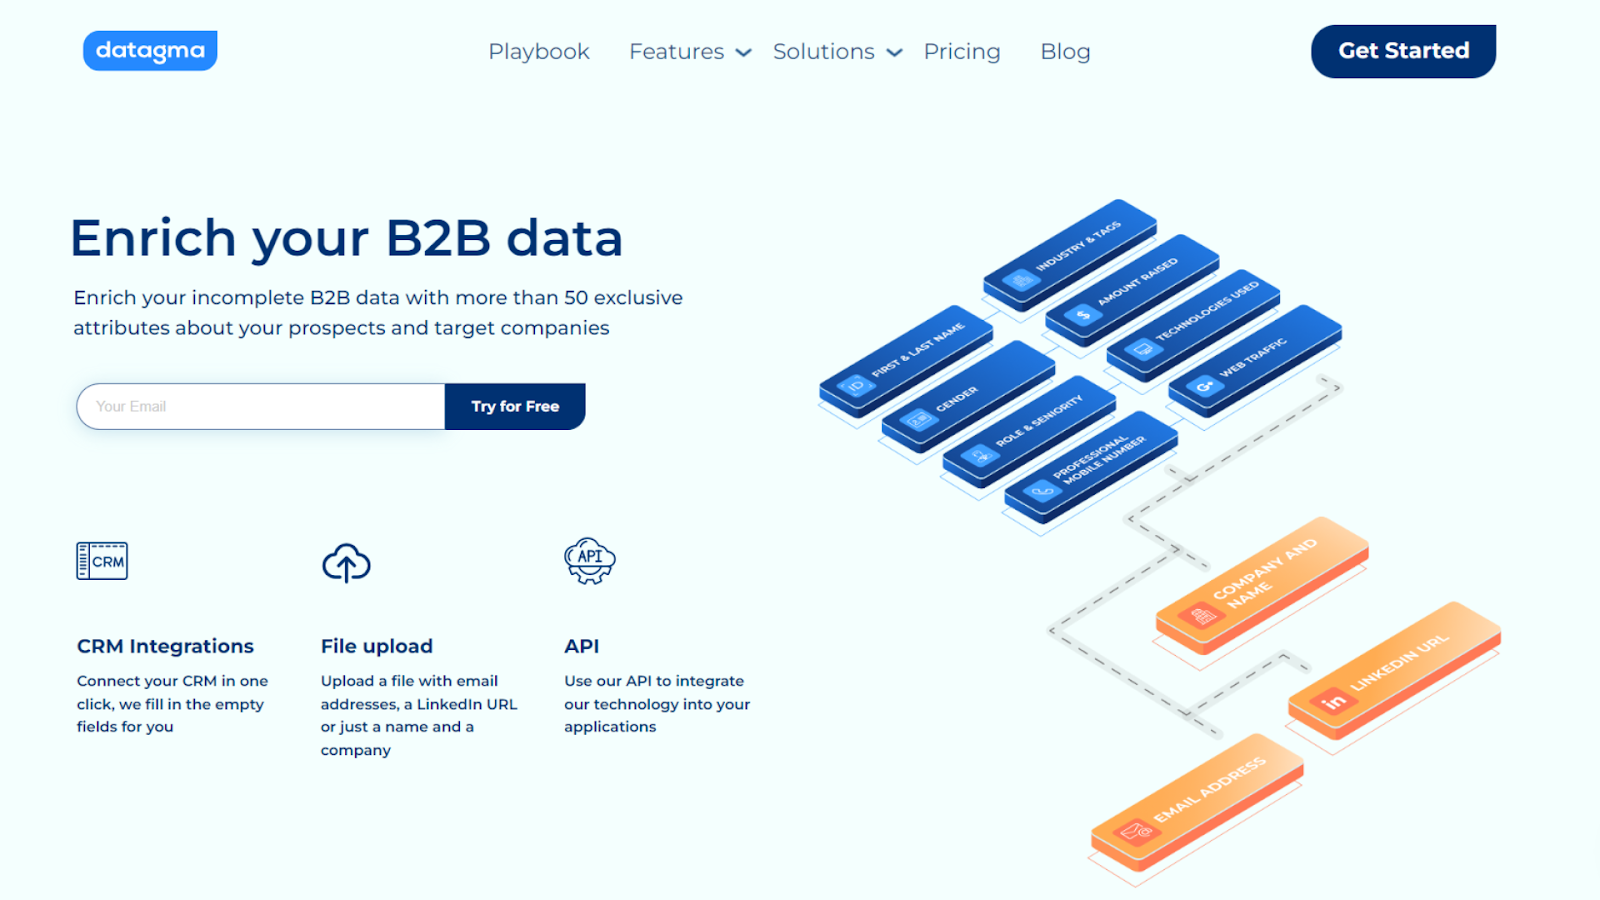 datagma
Playbook Features Solutions Pricing Blog
Get Started
Enrich your B2B data
Enrich your incomplete B2B data with more than 50 exclusive
attributes about your prospects and target companies
Your Email
Try for Free
CRM
CRM Integrations
Connect your CRM in one
click, we fill in the empty
fields for you
File upload
Upload a file with email
addresses, a LinkedIn URL
or just a name and a
company
API
API
Use our API to integrate
our technology into your
applications
INDUSTRY & TAGS
$ AMOUNT RAISED
TECHNOLOGIES USED
G+ WEB TRAFFIC
ID FIRST & LAST NAME
GENDER
ROLE & SENIORITY
PROFESSIONAL
MOBILE NUMBER
COMPANY AND
NAME
in LINKEDIN URL
EMAIL ADDRESS